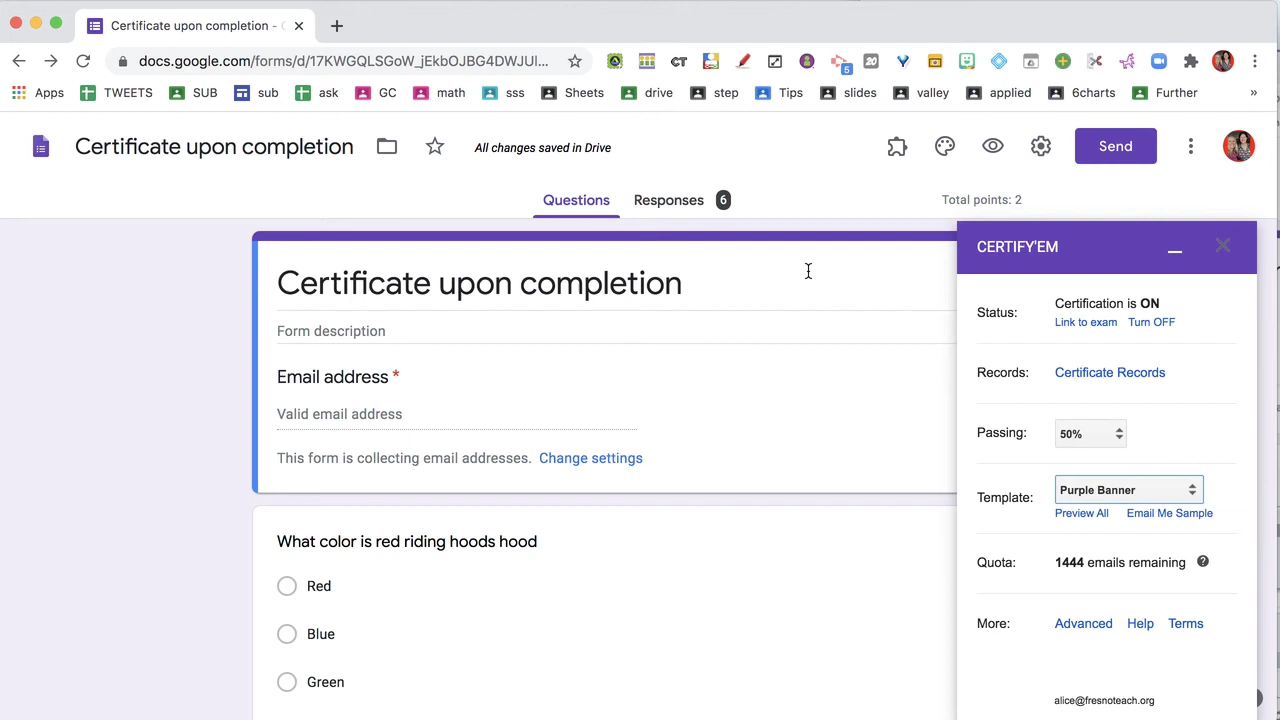 Certificate upon completion - (
docs.google.com/forms/d/17KWGQLSGoW_jEkbOJBG4DWJUl...
CT
5
20
Apps TWEETS SUB sub ask GC math sss Sheets drive step Tips slides valley applied 6charts Further »
Certificate upon completion
All changes saved in Drive
Send
Questions Responses 6
Total points: 2
Certificate upon completion
Form description
Email address *
Valid email address
This form is collecting email addresses. Change settings
What color is red riding hoods hood
Red
Blue
Green
CERTIFY'EM
Status: Certification is ON
Link to exam Turn OFF
Records: Certificate Records
Passing: 50%
Template: Purple Banner
Preview All Email Me Sample
Quota: 1444 emails remaining ?
More: Advanced Help Terms
alice@fresnoteach.org